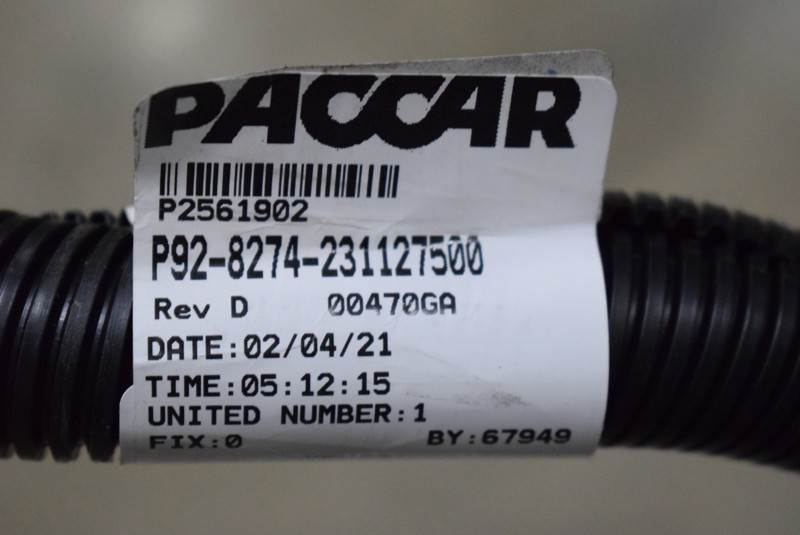 PACCAR
P2561902
P92-8274-231127500
Rev D 00470GA
DATE:02/04/21
TIME:05:12:15
UNITED NUMBER:1
FIX:0 BY:67949